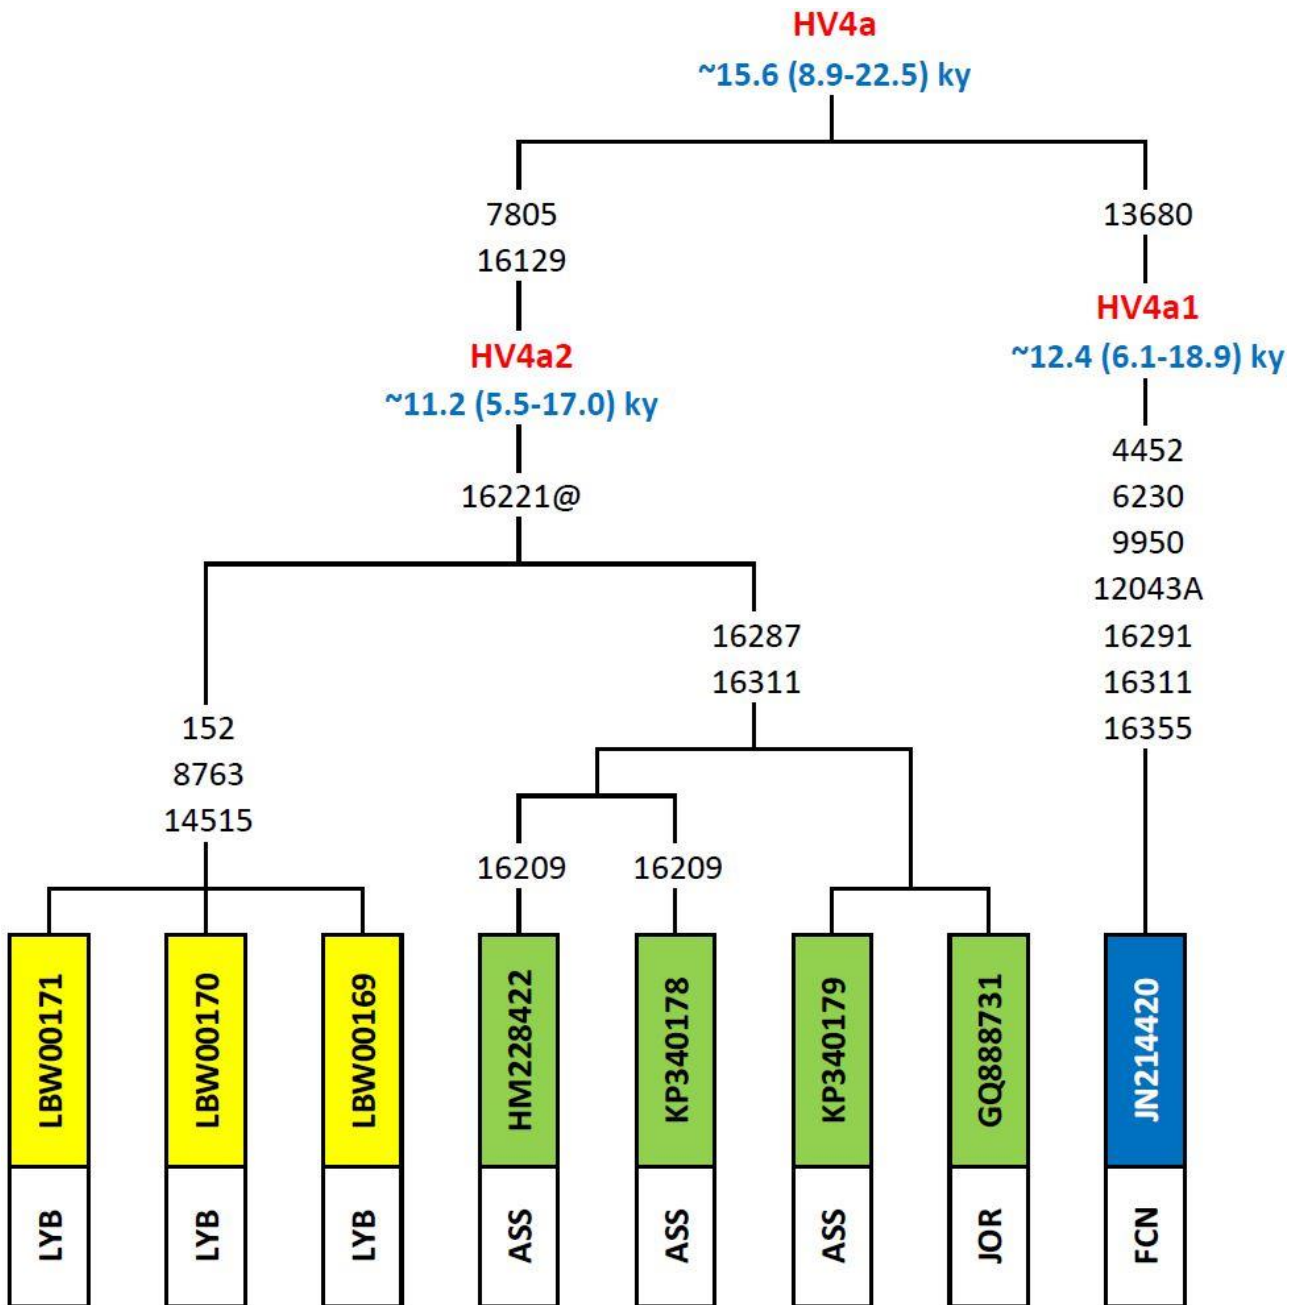 HV4a
~15.6 (8.9-22.5) ky
7805
16129
13680
HV4a2
~11.2 (5.5-17.0) ky
HV4a1
~12.4 (6.1-18.9) ky
16221@
4452
6230
9950
12043A
16291
16311
16355
16287
16311
152
8763
14515
16209
16209
LBW00171
LBW00170
LBW00169
HM228422
KP340178
KP340179
GQ888731
JN214420
LYB
LYB
LYB
ASS
ASS
ASS
JOR
FCN